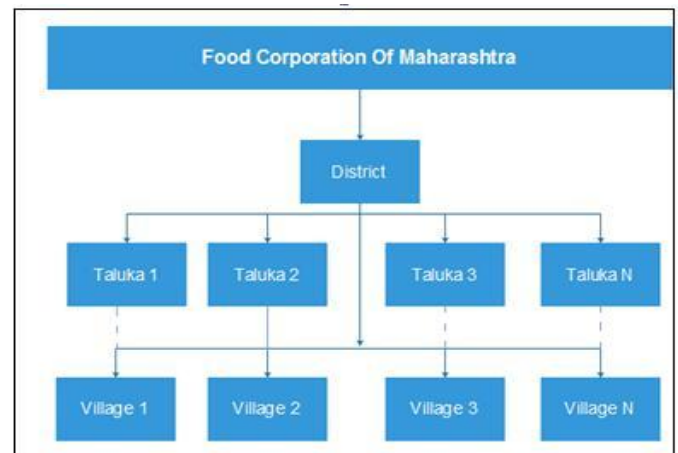 Food Corporation Of Maharashtra
District
Taluka 1
Taluka 2
Taluka 3
Taluka N
Village 1
Village 2
Village 3
Village N